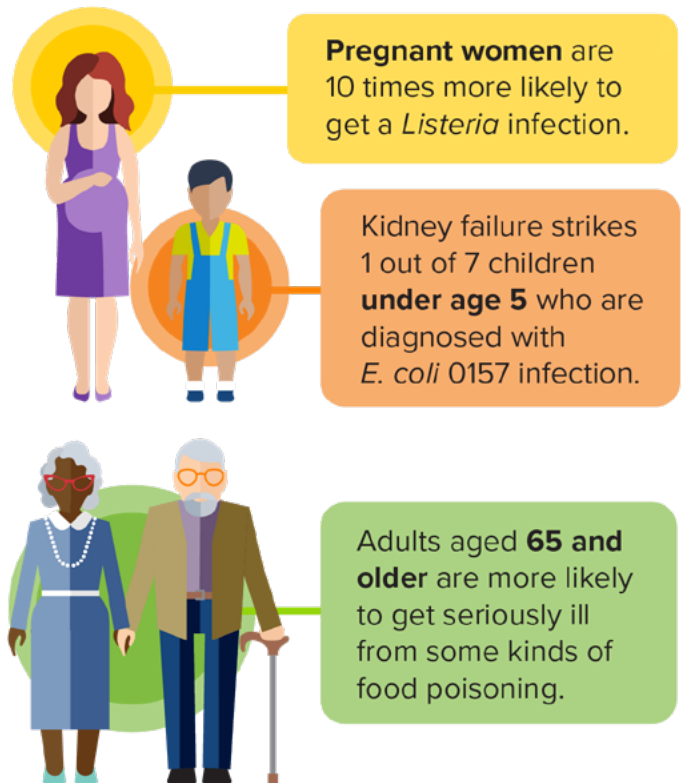 Pregnant women are
10 times more likely to
get a Listeria infection.
Kidney failure strikes
1 out of 7 children
under age 5 who are
diagnosed with
E. coli 0157 infection.
Adults aged 65 and
older are more likely
to get seriously ill
from some kinds of
food poisoning.